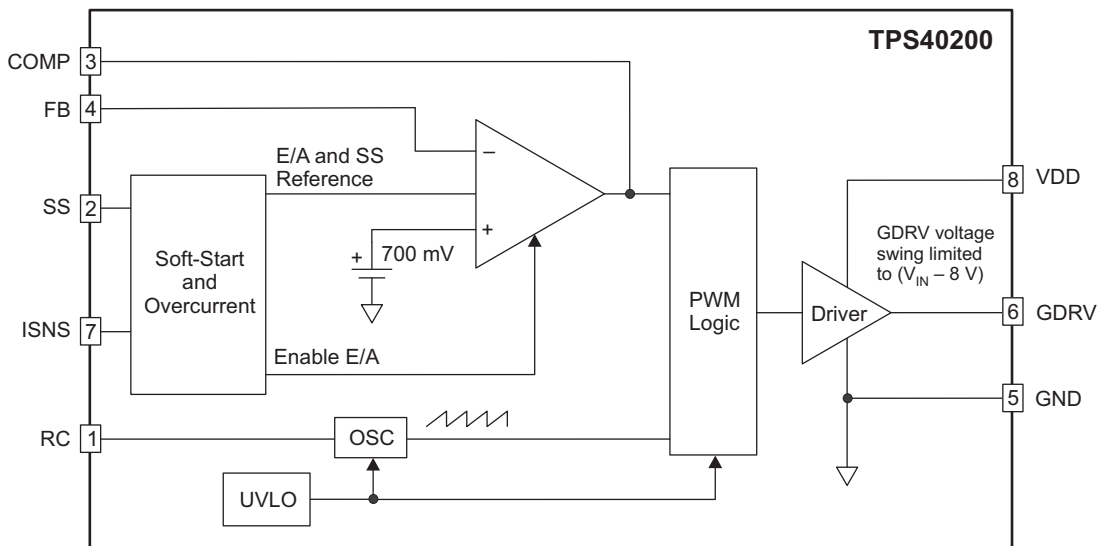 TPS40200
COMP 3
FB 4
E/A and SS
Reference
−
SS 2
+
+
700 mV
Soft-Start
and
Overcurrent
ISNS 7
Enable E/A
RC 1
OSC
UVLO
PWM
Logic
Driver
GDRV voltage
swing limited
to (V_IN – 8 V)
8 VDD
6 GDRV
5 GND